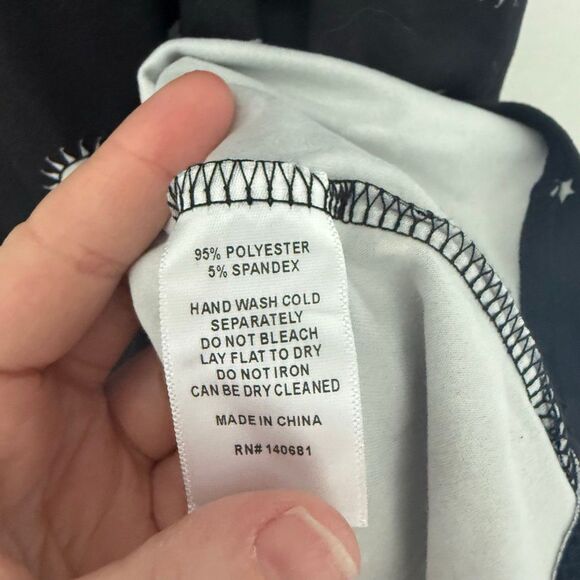 95% POLYESTER
5% SPANDEX
HAND WASH COLD
SEPARATELY
DO NOT BLEACH
LAY FLAT TO DRY
DO NOT IRON
CAN BE DRY CLEANED
MADE IN CHINA
RN# 140681